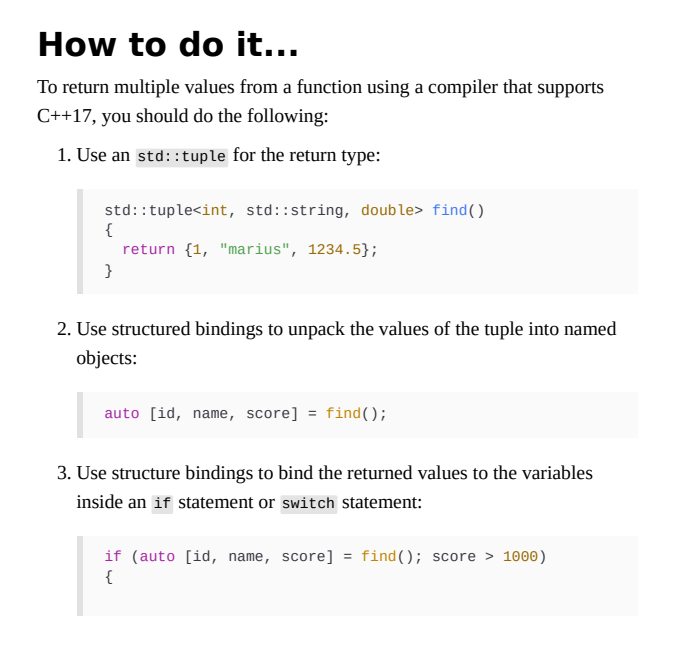 How to do it...
To return multiple values from a function using a compiler that supports
C++17, you should do the following:
1. Use an std::tuple for the return type:
std::tuple<int, std::string, double> find()
{
  return {1, "marius", 1234.5};
}
2. Use structured bindings to unpack the values of the tuple into named
objects:
auto [id, name, score] = find();
3. Use structure bindings to bind the returned values to the variables
inside an if statement or switch statement:
if (auto [id, name, score] = find(); score > 1000)
{